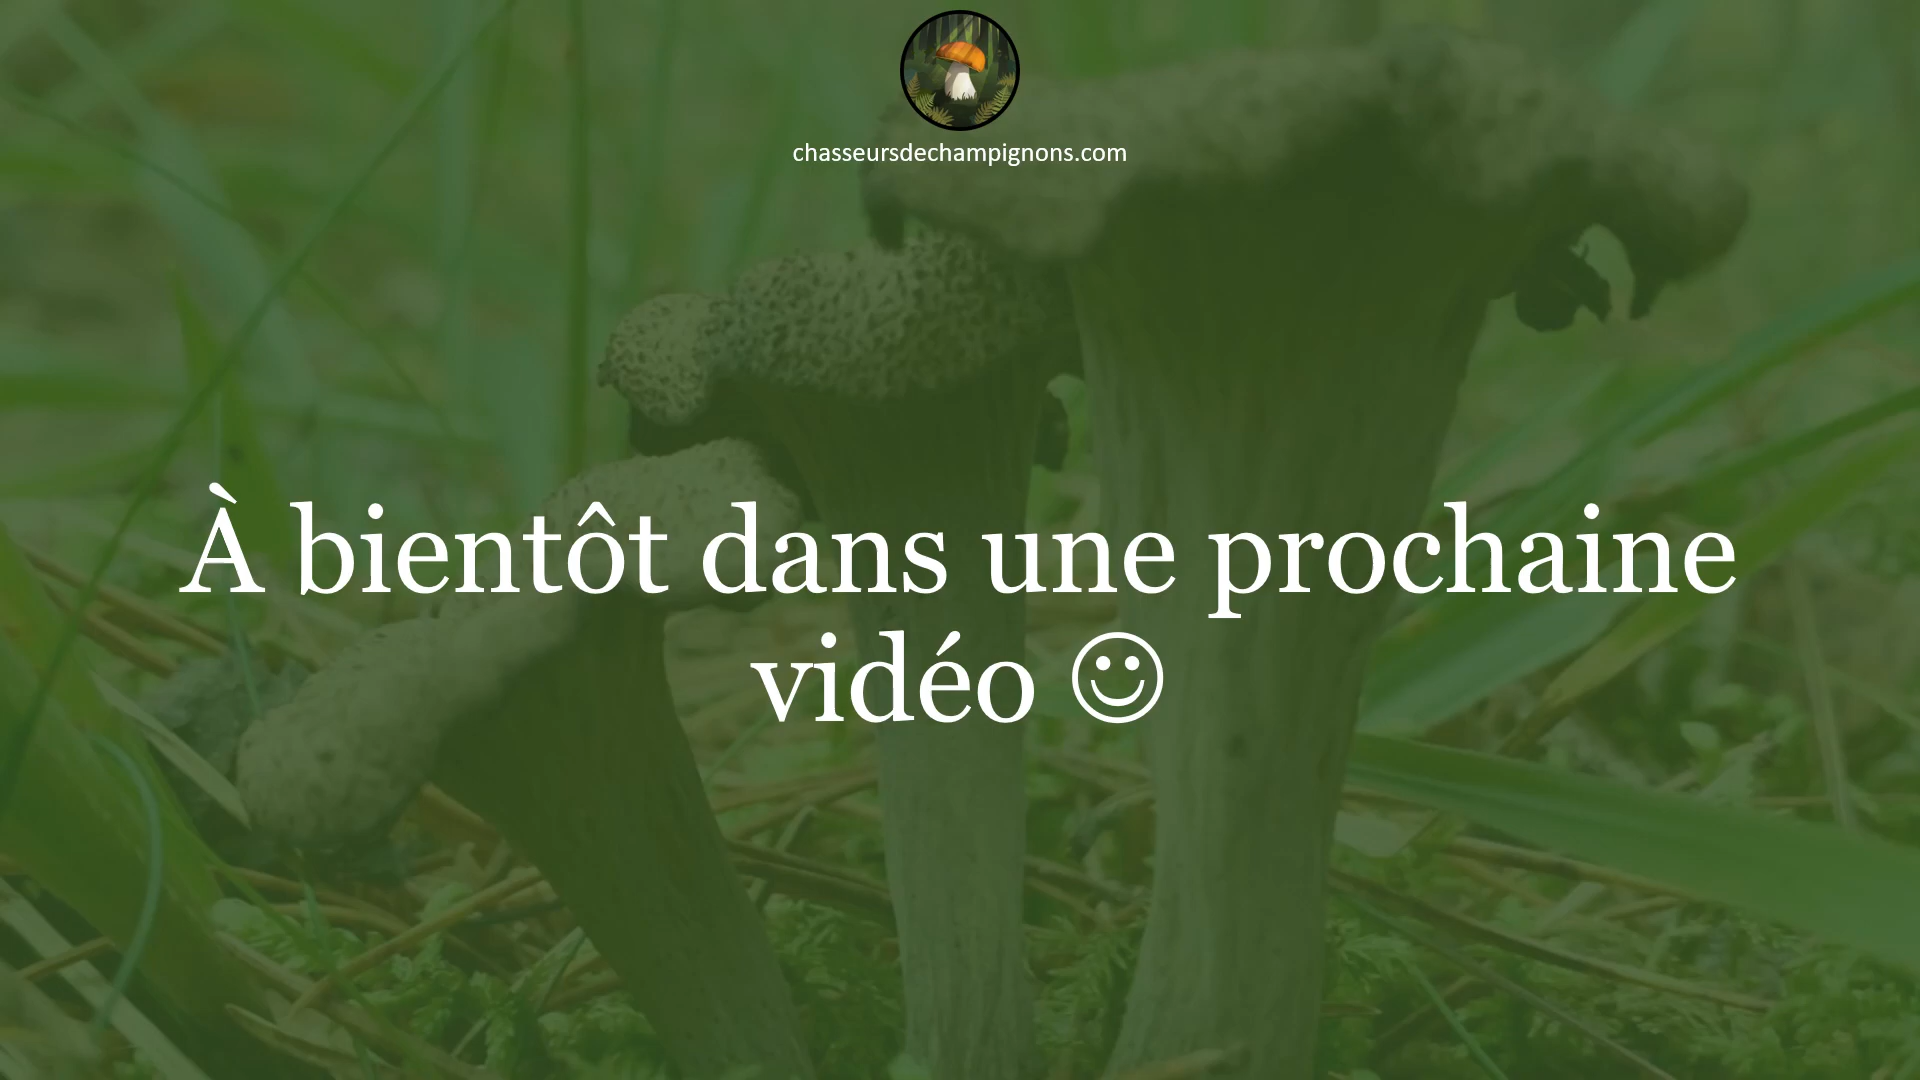 chasseursdechampignons.com
À bientôt dans une prochaine
vidéo ☺